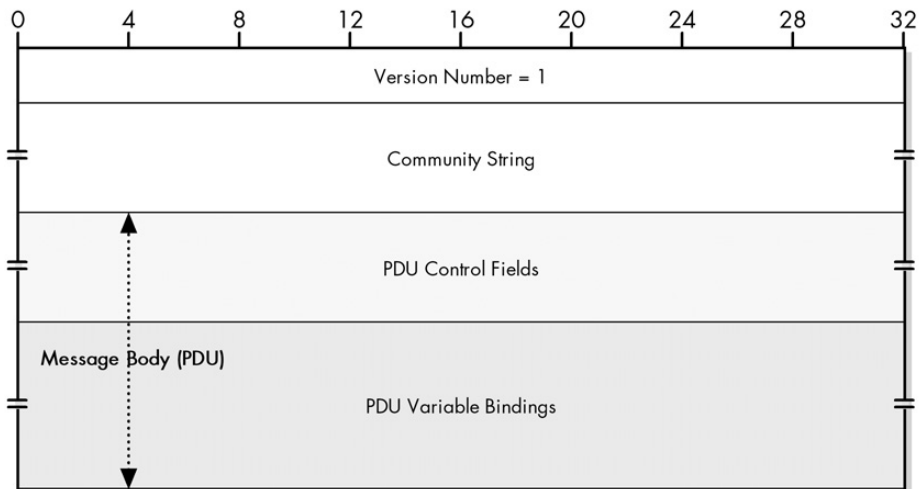 0 4 8 12 16 20 24 28 32
Version Number = 1
Community String
PDU Control Fields
Message Body (PDU)
PDU Variable Bindings